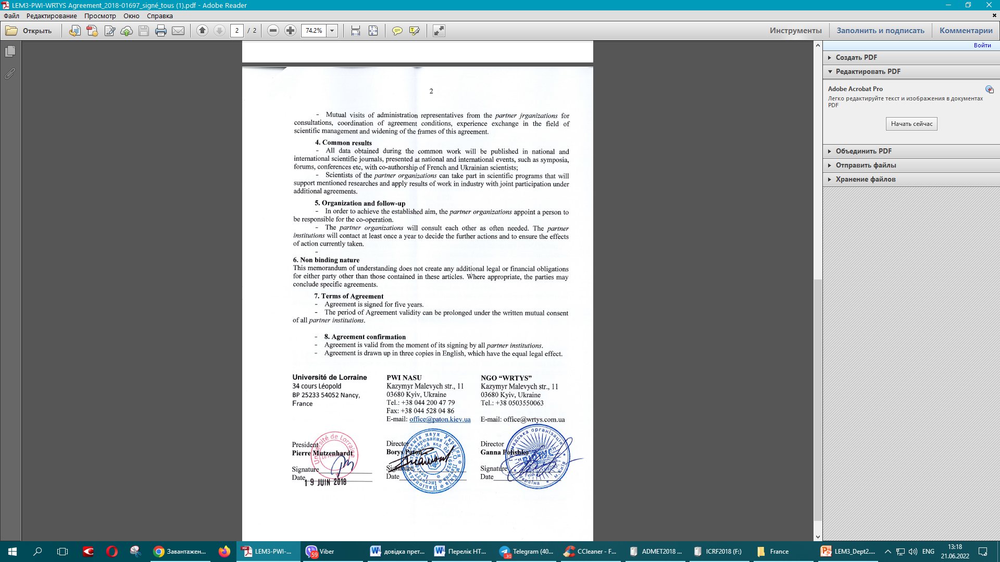 LEM3-PWI-WRTYS Agreement_2018-01697_signé_tous (1).pdf - Adobe Reader
Файл Редактирование Просмотр Окно Справка
Открыть 2 / 2 74.2% Инструменты Заполнить и подписать Комментарии
Войти
Создать PDF
Редактировать PDF
Adobe Acrobat Pro
Легко редактируйте текст и изображения в документах
PDF
Начать сейчас
Объединить PDF
Отправить файлы
Хранение файлов
2
- Mutual visits of administration representatives from the partner jrganizations for
consultations, coordination of agreement conditions, experience exchange in the field of
scientific management and widening of the frames of this agreement.
4. Common results
- All data obtained during the common work will be published in national and
international scientific journals, presented at national and international events, such as symposia,
forums, conferences etc, with co-authorship of French and Ukrainian scientists;
- Scientists of the partner organizations can take part in scientific programs that will
support mentioned researches and apply results of work in industry with joint participation under
additional agreements.
5. Organization and follow-up
- In order to achieve the established aim, the partner organizations appoint a person to
be responsible for the co-operation.
- The partner organizations will consult each other as often needed. The partner
institutions will contact at least once a year to decide the further actions and to ensure the effects
of action currently taken.
-
6. Non binding nature
This memorandum of understanding does not create any additional legal or financial obligations
for either party other than those contained in these articles. Where appropriate, the parties may
conclude specific agreements.
7. Terms of Agreement
- Agreement is signed for five years.
- The period of Agreement validity can be prolonged under the written mutual consent
of all partner institutions.
- 8. Agreement confirmation
- Agreement is valid from the moment of its signing by all partner institutions.
- Agreement is drawn up in three copies in English, which have the equal legal effect.
Université de Lorraine
34 cours Léopold
BP 25233 54052 Nancy,
France
President
Pierre Mutzenhardt
Signature
Date
19 JUIN 2018
Université de Lorraine
PWI NASU
Kazymyr Malevych str., 11
03680 Kyiv, Ukraine
Tel.: +38 044 200 47 79
Fax: +38 044 528 04 86
E-mail: office@paton.kiev.ua
Director
Borys Paton
Signature
Date
NGO “WRTYS”
Kazymyr Malevych str., 11
03680 Kyiv, Ukraine
Tel.: +38 0503550063
E-mail: office@wrtys.com.ua
Director
Ganna Polishko
Signature
Date
Громадська організація
"ВРТУС"
Україна * м.Київ
Завантажен... LEM3-PWI-... 59 Viber довідка прет... Перелік НТ... .30 Telegram (40... CCleaner - F... ADMET2018 ... ICRF2018 (F:) France LEM3_Dept2.... ENG 13:18
21.06.2022